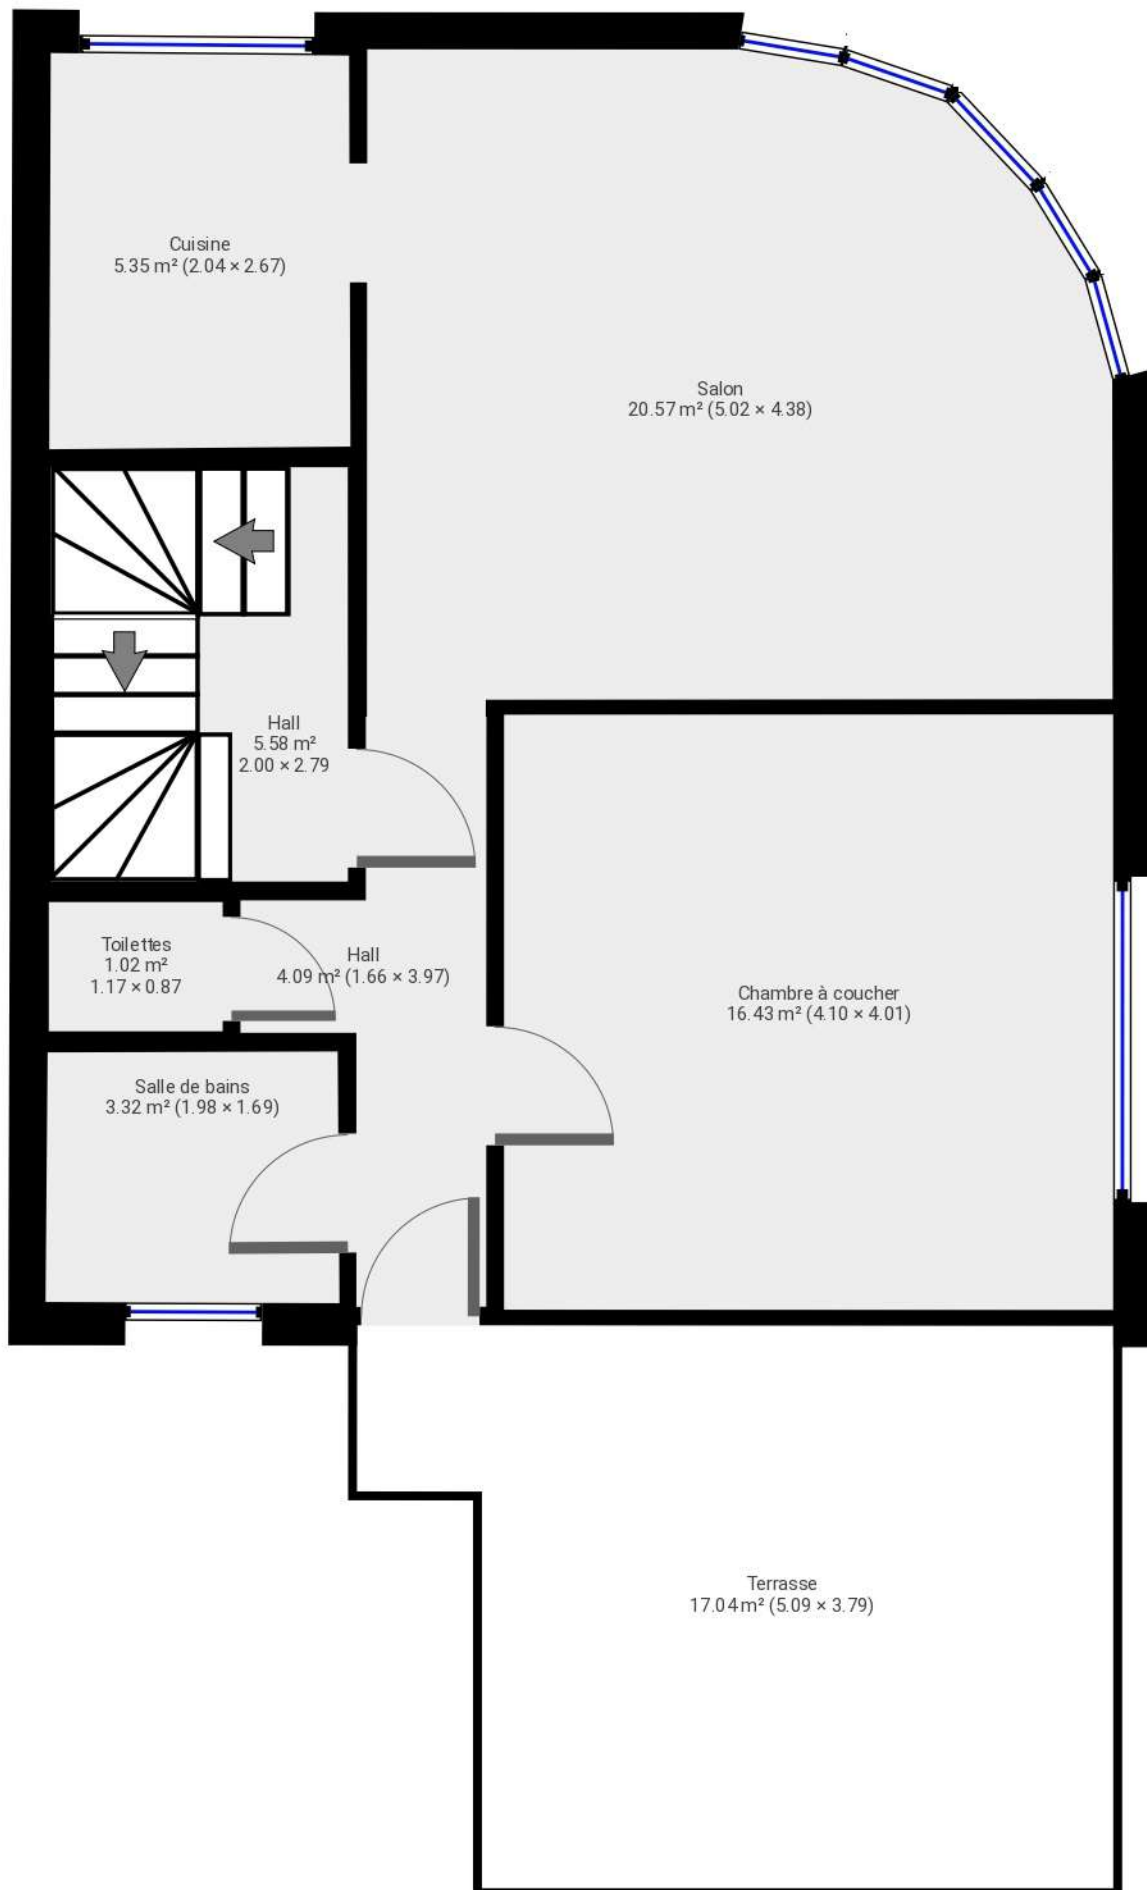 Cuisine
5.35 m² (2.04 × 2.67)
Salon
20.57 m² (5.02 × 4.38)
Hall
5.58 m²
2.00 × 2.79
Toilettes
1.02 m²
1.17 × 0.87
Hall
4.09 m² (1.66 × 3.97)
Chambre à coucher
16.43 m² (4.10 × 4.01)
Salle de bains
3.32 m² (1.98 × 1.69)
Terrasse
17.04 m² (5.09 × 3.79)